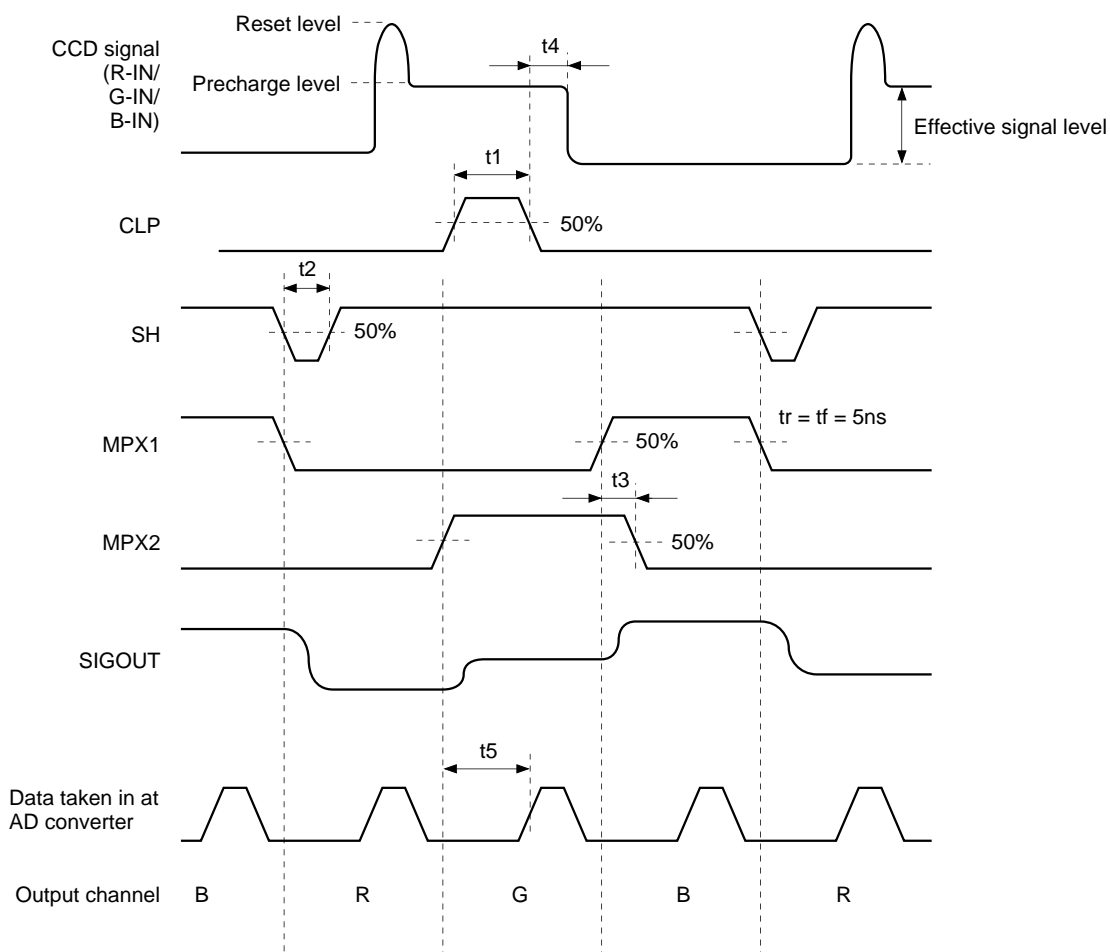 Reset level
CCD signal
(R-IN/
G-IN/
B-IN)
t4
Precharge level
Effective signal level
t1
CLP
50%
t2
SH
50%
tr = tf = 5ns
MPX1
50%
t3
MPX2
50%
SIGOUT
t5
Data taken in at
AD converter
Output channel B R G B R